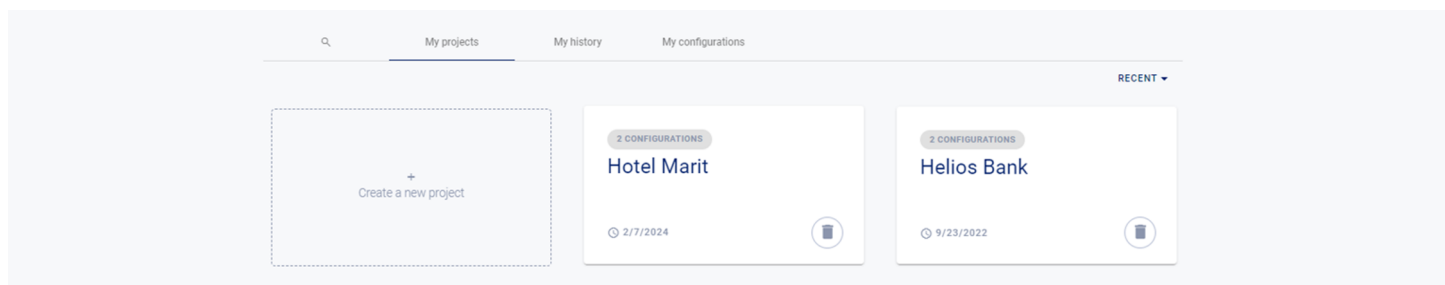 My projects
My history
My configurations
RECENT
+
Create a new project
2 CONFIGURATIONS
Hotel Marit
2/7/2024
2 CONFIGURATIONS
Helios Bank
9/23/2022